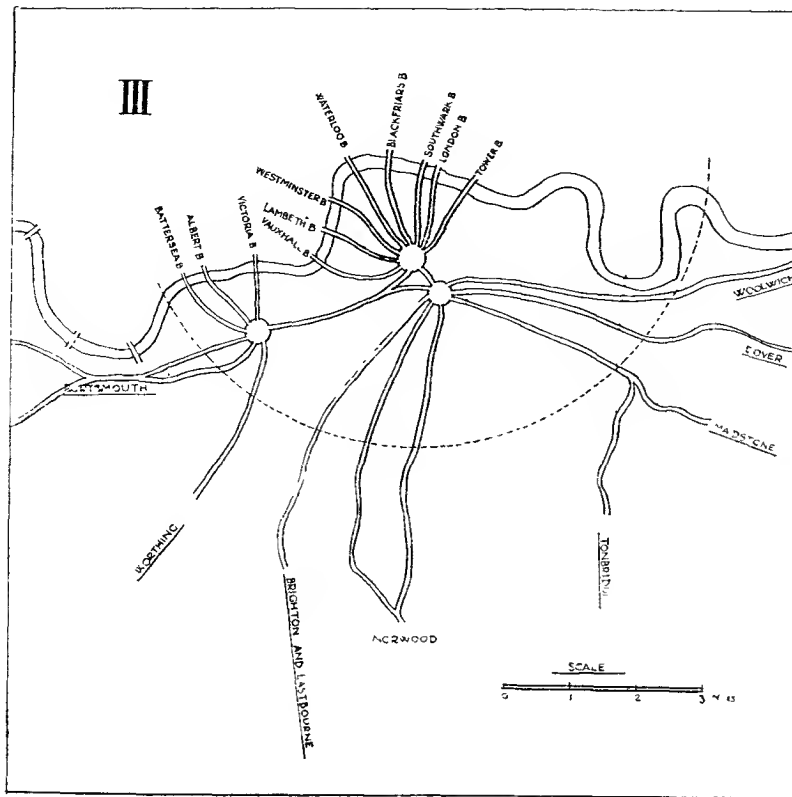 III
WATERLOO B
BLACKFRIARS B
SOUTHWARK B
LONDON B
TOWER B
WESTMINSTER B
LAMBETH B
VAUXHALL B
VICTORIA B
ALBERT B
BATTERSEA B
WOOLWICH
DOVER
MAIDSTONE
TONBRIDGE
PORTSMOUTH
WORTHING
BRIGHTON AND EASTBOURNE
NORWOOD
SCALE
0 1 2 3